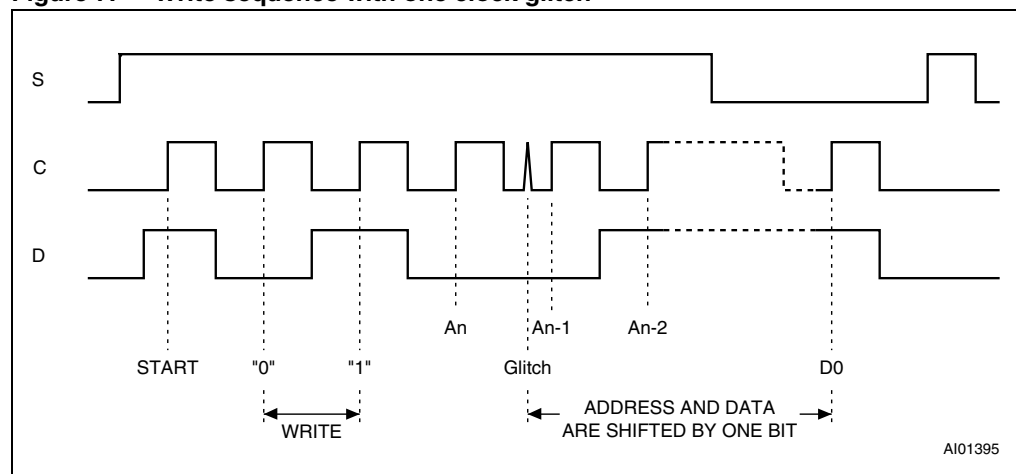 S
C
D
An An-1 An-2
START "0" "1" Glitch D0
WRITE
ADDRESS AND DATA
ARE SHIFTED BY ONE BIT
AI01395